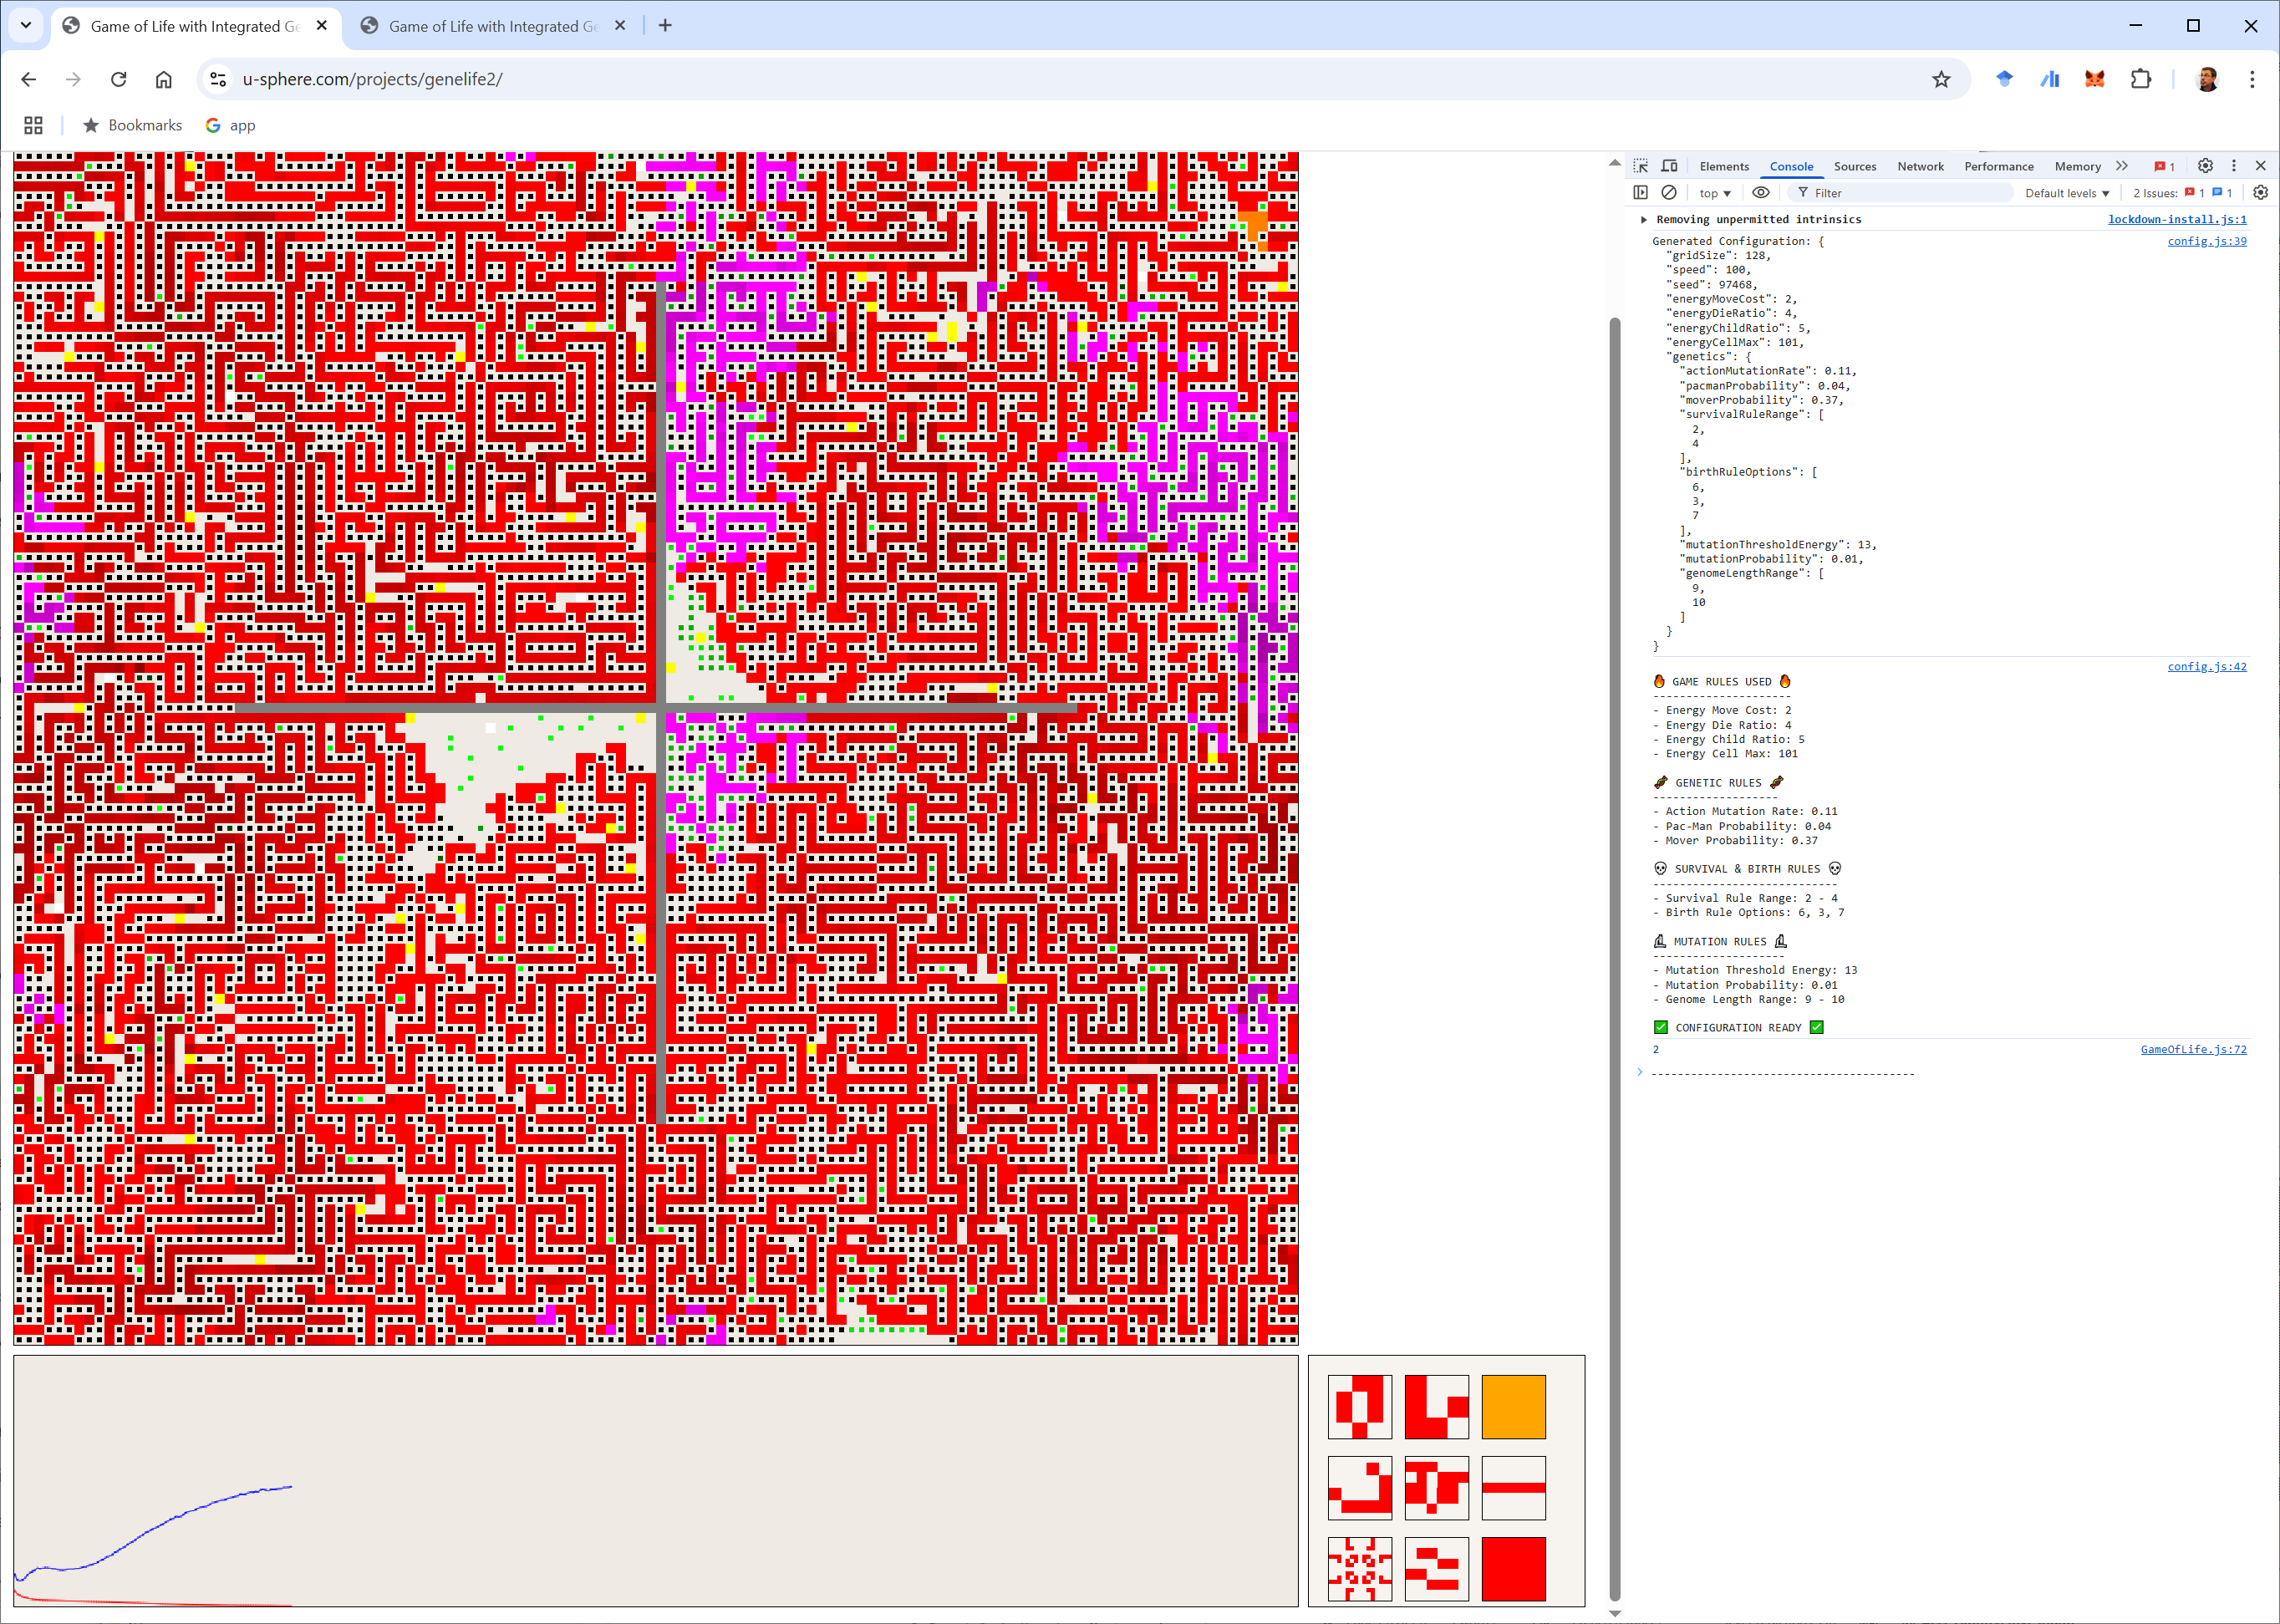 Game of Life with Integrated Ge
Game of Life with Integrated Ge
u-sphere.com/projects/genelife2/
Bookmarks
app
Elements Console Sources Network Performance Memory 1
top Filter Default levels 2 Issues: 1 1
Removing unpermitted intrinsics lockdown-install.js:1
Generated Configuration: { config.js:39
"gridSize": 128,
"speed": 100,
"seed": 97468,
"energyMoveCost": 2,
"energyDieRatio": 4,
"energyChildRatio": 5,
"energyCellMax": 101,
"genetics": {
"actionMutationRate": 0.11,
"pacmanProbability": 0.04,
"moverProbability": 0.37,
"survivalRuleRange": [
2,
4
],
"birthRuleOptions": [
6,
3,
7
],
"mutationThresholdEnergy": 13,
"mutationProbability": 0.01,
"genomeLengthRange": [
9,
10
]
}
}
config.js:42
🔥 GAME RULES USED 🔥
---------------------
- Energy Move Cost: 2
- Energy Die Ratio: 4
- Energy Child Ratio: 5
- Energy Cell Max: 101
GENETIC RULES
-------------------
- Action Mutation Rate: 0.11
- Pac-Man Probability: 0.04
- Mover Probability: 0.37
💀 SURVIVAL & BIRTH RULES 💀
----------------------------
- Survival Rule Range: 2 - 4
- Birth Rule Options: 6, 3, 7
MUTATION RULES
--------------------
- Mutation Threshold Energy: 13
- Mutation Probability: 0.01
- Genome Length Range: 9 - 10
✅ CONFIGURATION READY ✅
2 GameOfLife.js:72
----------------------------------------